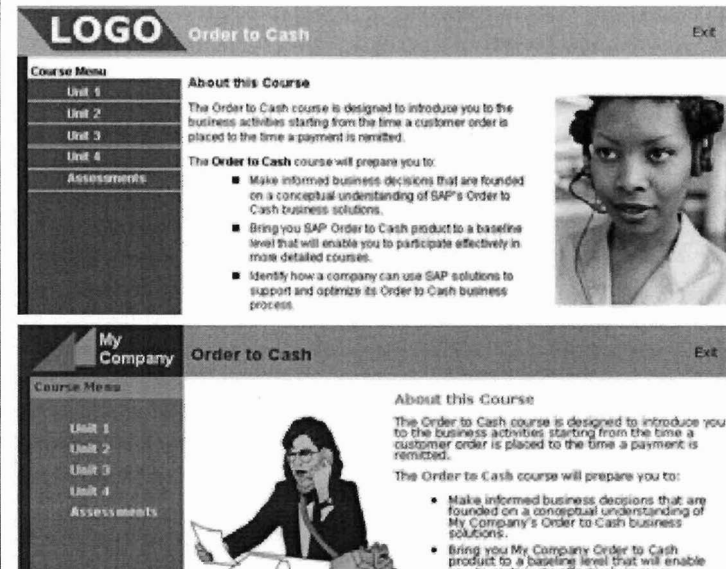 LOGO
Order to Cash
Exit
Course Menu
Unit 1
Unit 2
Unit 3
Unit 4
Assessments
About this Course
The Order to Cash course is designed to introduce you to the
business activities starting from the time a customer order is
placed to the time a payment is remitted.
The Order to Cash course will prepare you to:
Make informed business decisions that are founded
on a conceptual understanding of SAP's Order to
Cash business solutions.
Bring you SAP Order to Cash product to a baseline
level that will enable you to participate effectively in
more detailed courses.
Identify how a company can use SAP solutions to
support and optimize its Order to Cash business
process.
My
Company
Order to Cash
Exit
Course Menu
Unit 1
Unit 2
Unit 3
Unit 4
Assessments
About this Course
The Order to Cash course is designed to introduce you
to the business activities starting from the time a
customer order is placed to the time a payment is
remitted.
The Order to Cash course will prepare you to:
Make informed business decisions that are
founded on a conceptual understanding of
My Company's Order to Cash business
solutions.
Bring you My Company Order to Cash
product to a baseline level that will enable